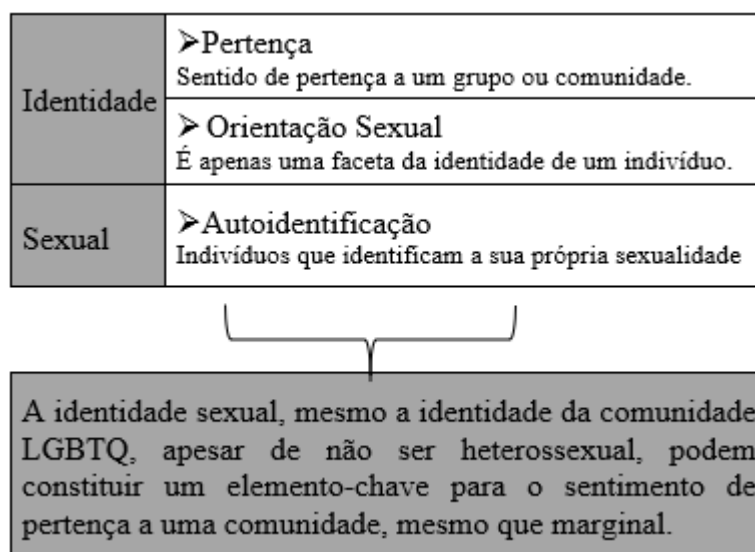 Identidade
➢Pertença
Sentido de pertença a um grupo ou comunidade.
➢ Orientação Sexual
É apenas uma faceta da identidade de um indivíduo.
Sexual
➢Autoidentificação
Indivíduos que identificam a sua própria sexualidade
A identidade sexual, mesmo a identidade da comunidade
LGBTQ, apesar de não ser heterossexual, podem
constituir um elemento-chave para o sentimento de
pertença a uma comunidade, mesmo que marginal.